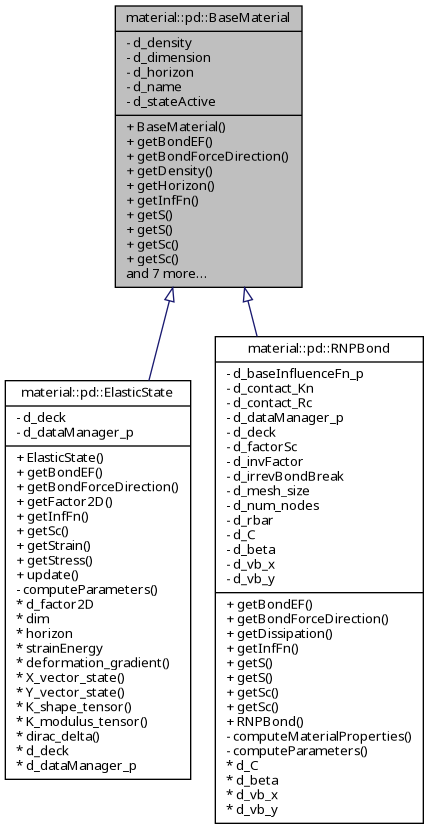 material::pd::BaseMaterial
- d_density
- d_dimension
- d_horizon
- d_name
- d_stateActive
+ BaseMaterial()
+ getBondEF()
+ getBondForceDirection()
+ getDensity()
+ getHorizon()
+ getInfFn()
+ getS()
+ getS()
+ getSc()
+ getSc()
and 7 more...
material::pd::ElasticState
- d_deck
- d_dataManager_p
+ ElasticState()
+ getBondEF()
+ getBondForceDirection()
+ getFactor2D()
+ getInfFn()
+ getSc()
+ getStrain()
+ getStress()
+ update()
- computeParameters()
* d_factor2D
* dim
* horizon
* strainEnergy
* deformation_gradient()
* X_vector_state()
* Y_vector_state()
* K_shape_tensor()
* K_modulus_tensor()
* dirac_delta()
* d_deck
* d_dataManager_p
material::pd::RNPBond
- d_baseInfluenceFn_p
- d_contact_Kn
- d_contact_Rc
- d_dataManager_p
- d_deck
- d_factorSc
- d_invFactor
- d_irrevBondBreak
- d_mesh_size
- d_num_nodes
- d_rbar
- d_C
- d_beta
- d_vb_x
- d_vb_y
+ getBondEF()
+ getBondForceDirection()
+ getDissipation()
+ getInfFn()
+ getS()
+ getS()
+ getSc()
+ getSc()
+ RNPBond()
- computeMaterialProperties()
- computeParameters()
* d_C
* d_beta
* d_vb_x
* d_vb_y